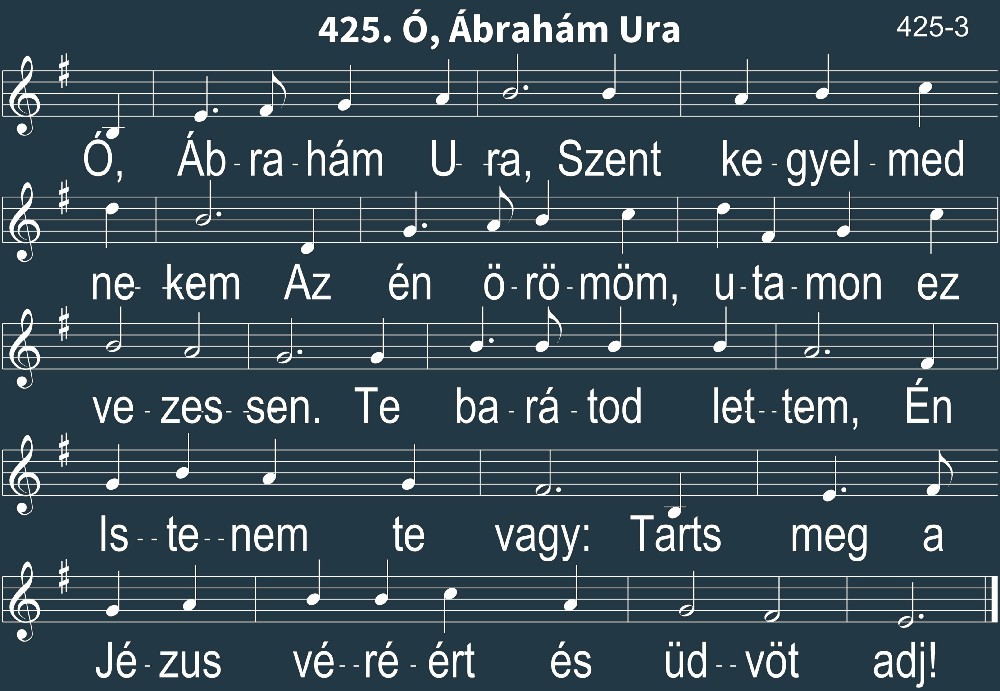 425. Ó, Ábrahám Ura
425-3
Ó, Áb - ra - hám U- -ra, Szent ke - gyel - med
ne- -kem Az én ö - rö - möm, u - ta - mon ez
ve - zes- -sen. Te ba - rá - tod let - - tem, Én
Is - - te - - nem te vagy: Tarts meg a
Jé - zus vé - - ré - ért és üd - - vöt adj!